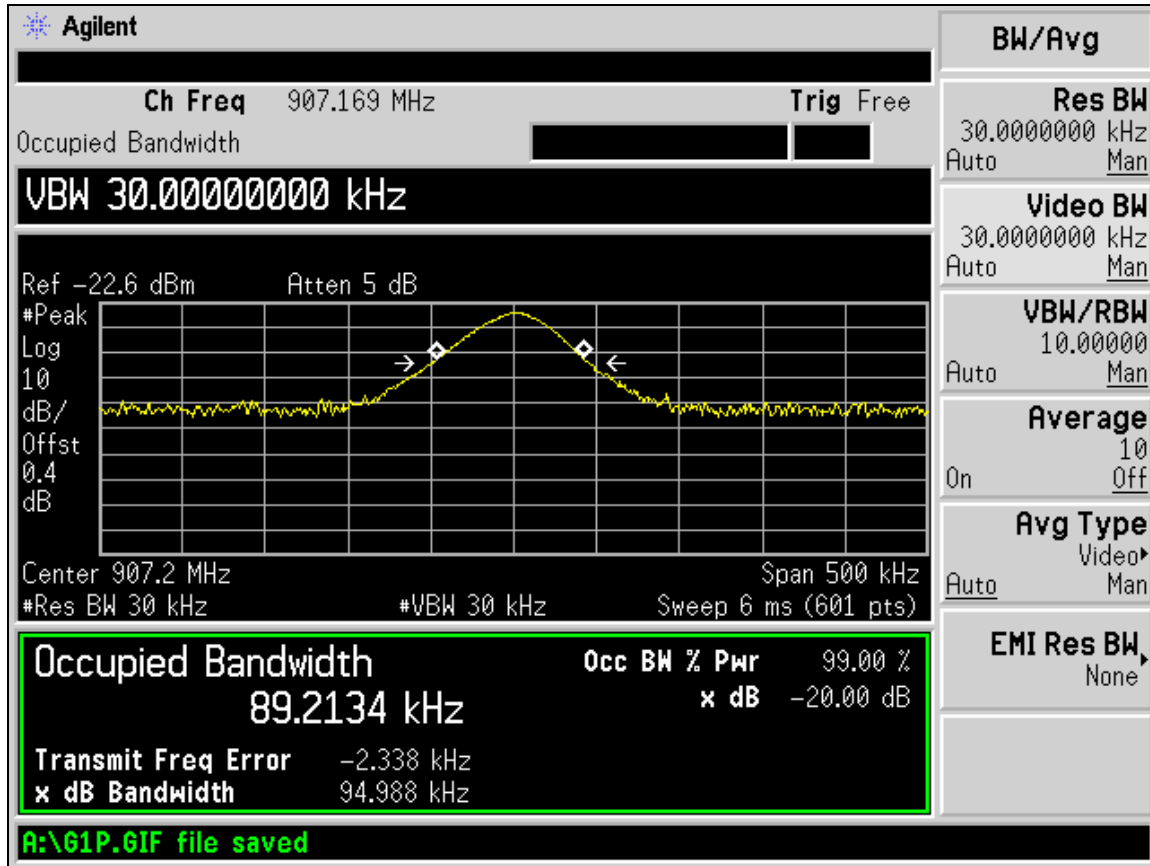 Agilent
Ch Freq 907.169 MHz Trig Free
Occupied Bandwidth
VBW 30.00000000 kHz
Ref -22.6 dBm Atten 5 dB
#Peak
Log
10
dB/
Offst
0.4
dB
Center 907.2 MHz Span 500 kHz
#Res BW 30 kHz #VBW 30 kHz Sweep 6 ms (601 pts)
Occupied Bandwidth
89.2134 kHz
Occ BW % Pwr 99.00 %
x dB -20.00 dB
Transmit Freq Error -2.338 kHz
x dB Bandwidth 94.988 kHz
A:\G1P.GIF file saved
BW/Avg
Res BW
30.0000000 kHz
Auto Man
Video BW
30.0000000 kHz
Auto Man
VBW/RBW
10.00000
Auto Man
Average
10
On Off
Avg Type
Video
Auto Man
EMI Res BW
None